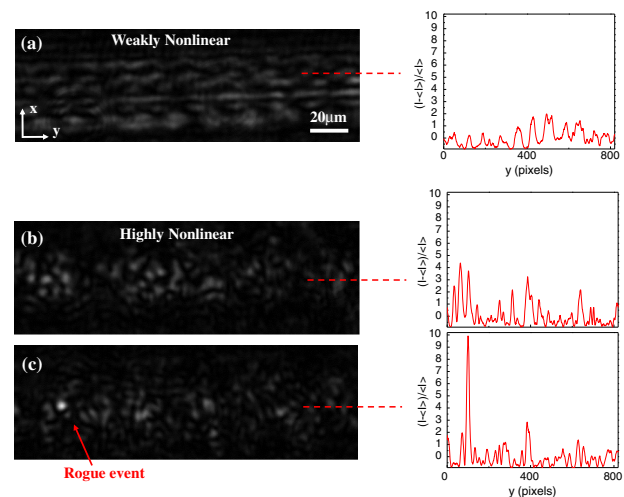 (a)
Weakly Nonlinear
x
y
20μm
(I-<I>)/<I>
10
9
8
7
6
5
4
3
2
1
0
0
400
800
y (pixels)
(b)
Highly Nonlinear
(I-<I>)/<I>
10
9
8
7
6
5
4
3
2
1
0
(c)
Rogue event
(I-<I>)/<I>
10
9
8
7
6
5
4
3
2
1
0
0
400
800
y (pixels)